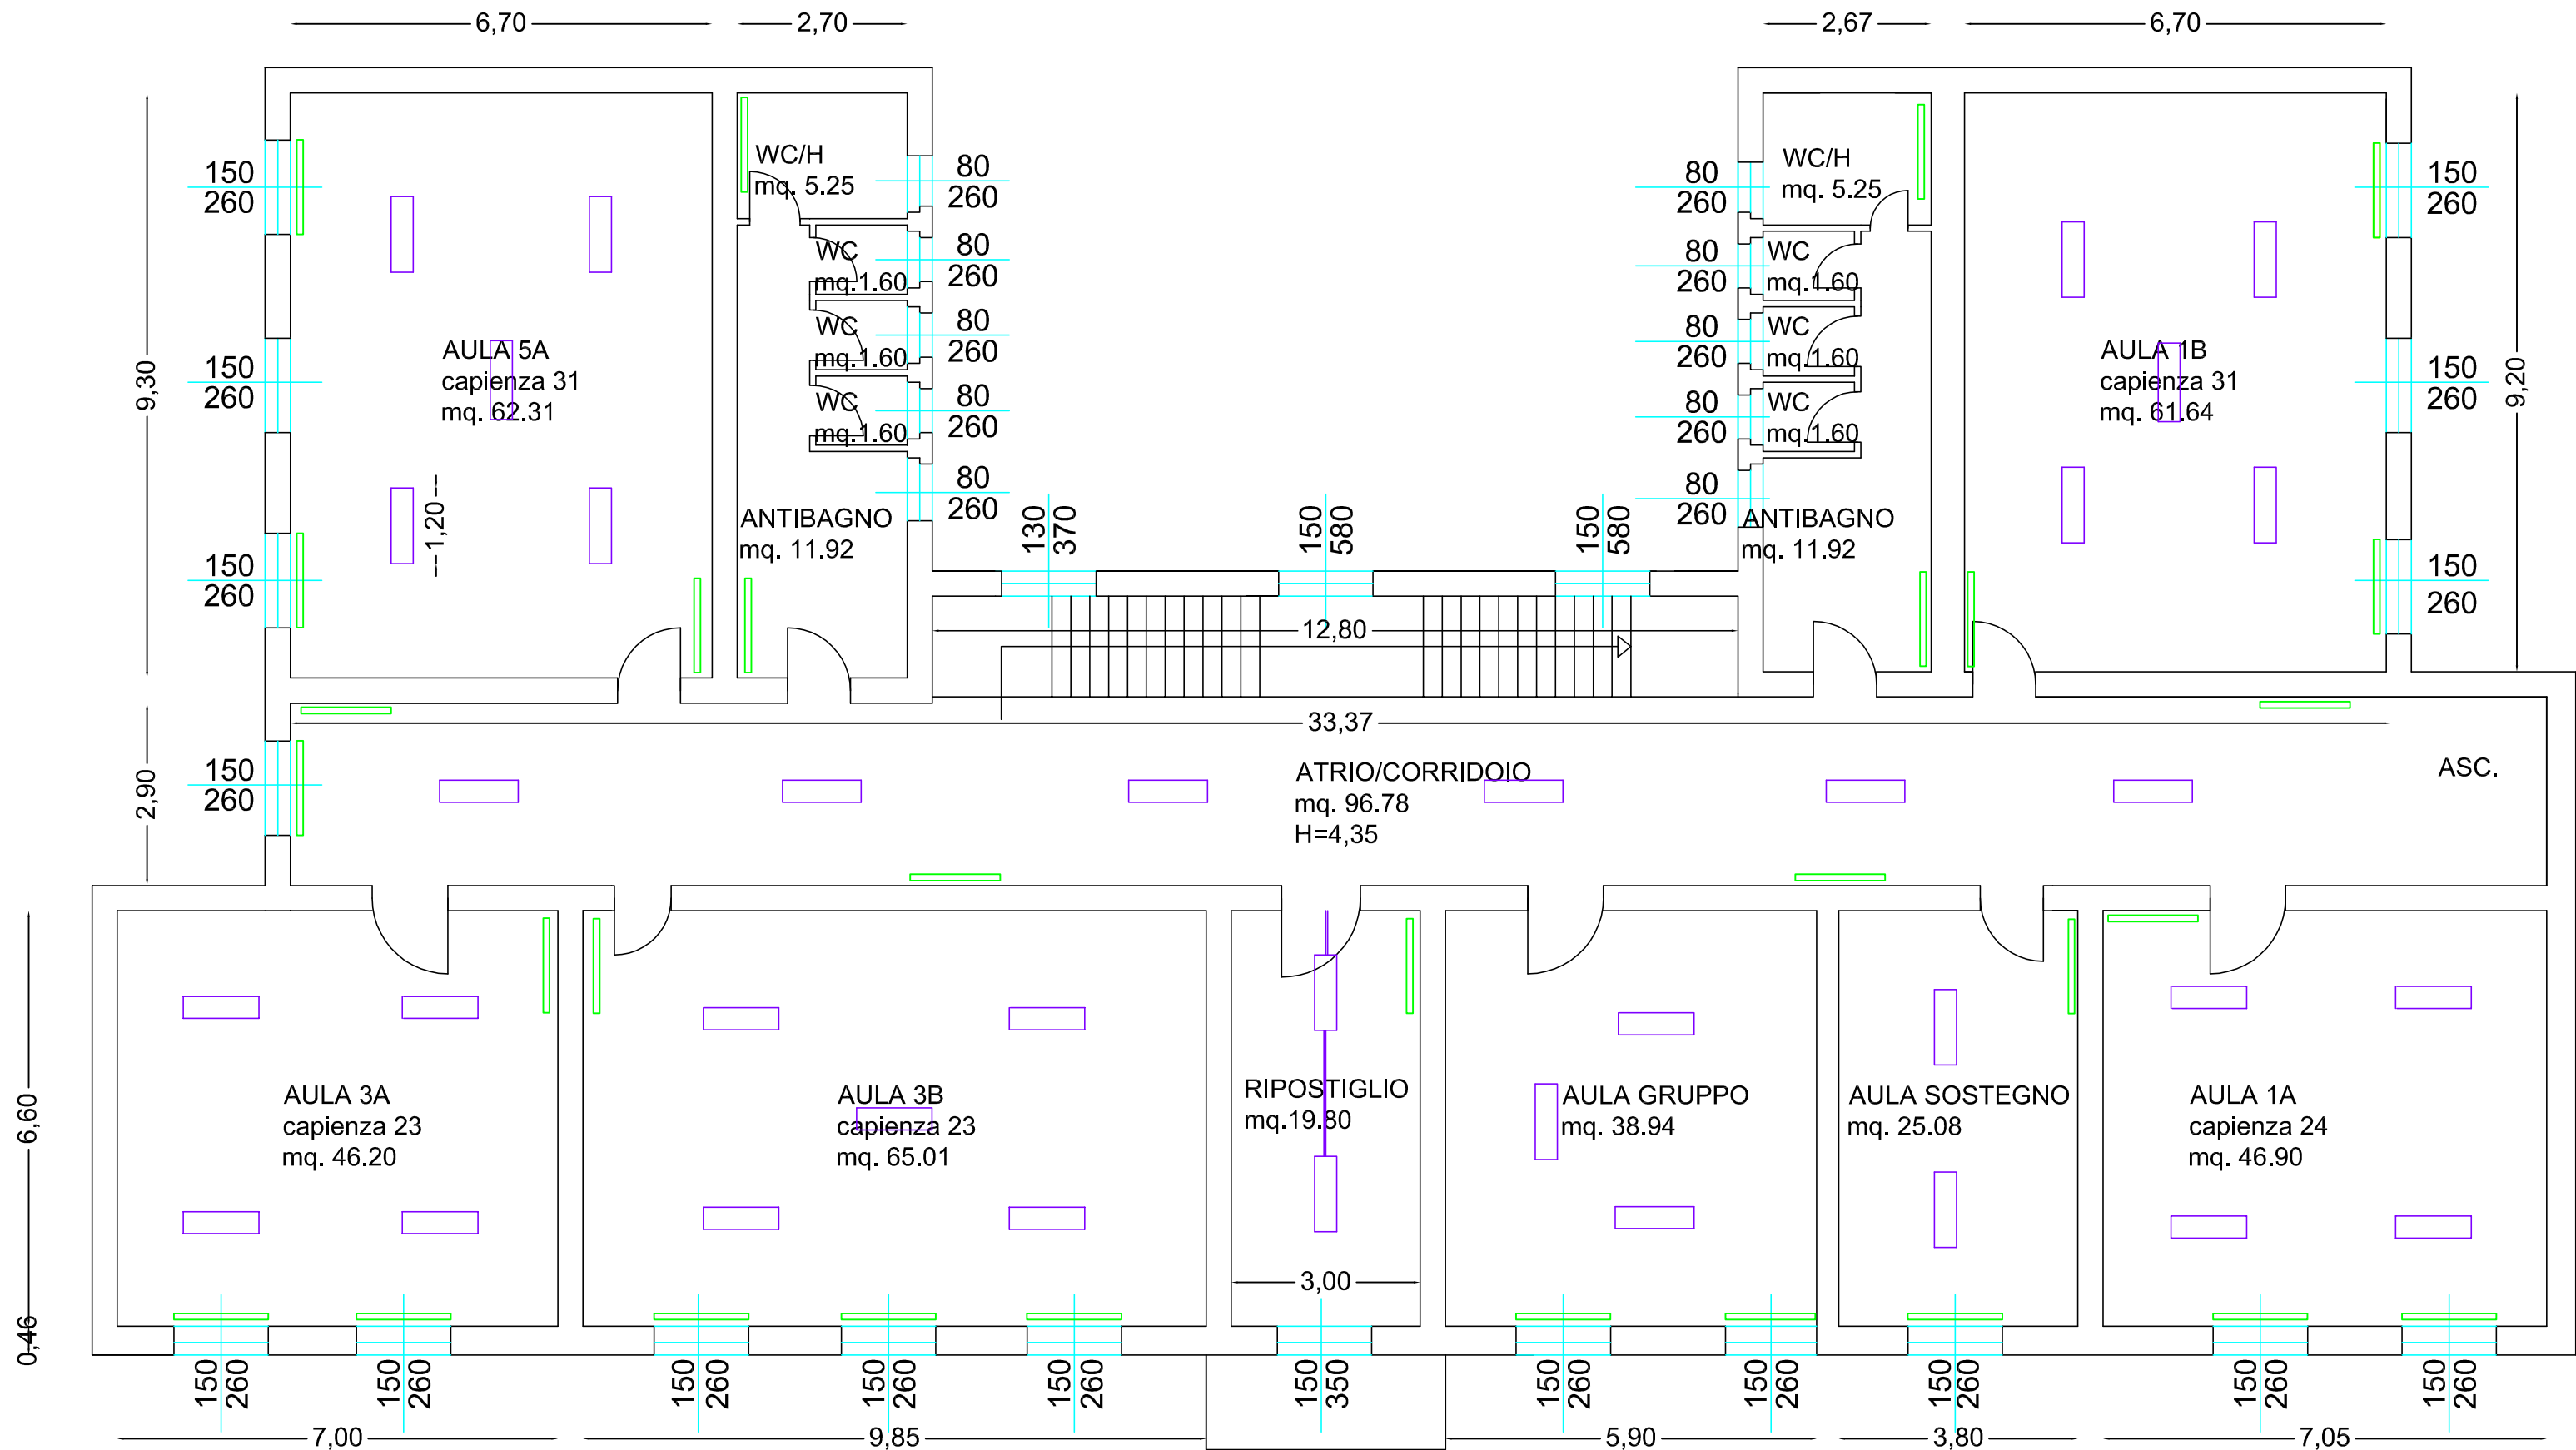 6,70
2,70
2,67
6,70
150
260
WC/H
mq. 5.25
80
260
80
260
WC/H
mq. 5.25
150
260
WC
mq.1.60
80
260
80
260
WC
mq.1.60
9,30
150
260
AULA 5A
capienza 31
mq. 62.31
WC
mq.1.60
80
260
80
260
WC
mq.1.60
AULA 1B
capienza 31
mq. 61.64
150
260
9,20
WC
mq.1.60
80
260
80
260
WC
mq.1.60
1,20
ANTIBAGNO
mq. 11.92
80
260
130
370
150
580
150
580
80
260
ANTIBAGNO
mq. 11.92
150
260
150
260
12,80
33,37
2,90
150
260
ATRIO/CORRIDOIO
mq. 96.78
H=4,35
ASC.
6,60
AULA 3A
capienza 23
mq. 46.20
AULA 3B
capienza 23
mq. 65.01
RIPOSTIGLIO
mq.19.80
AULA GRUPPO
mq. 38.94
AULA SOSTEGNO
mq. 25.08
AULA 1A
capienza 24
mq. 46.90
3,00
0,46
150
260
150
260
150
260
150
260
150
260
150
350
150
260
150
260
150
260
150
260
150
260
7,00
9,85
5,90
3,80
7,05